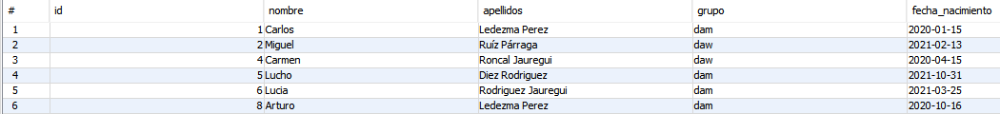 # id nombre apellidos grupo fecha_nacimiento
1 1 Carlos Ledezma Perez dam 2020-01-15
2 2 Miguel Ruíz Párraga daw 2021-02-13
3 4 Carmen Roncal Jauregui daw 2020-04-15
4 5 Lucho Diez Rodriguez dam 2021-10-31
5 6 Lucia Rodriguez Jauregui dam 2021-03-25
6 8 Arturo Ledezma Perez dam 2020-10-16